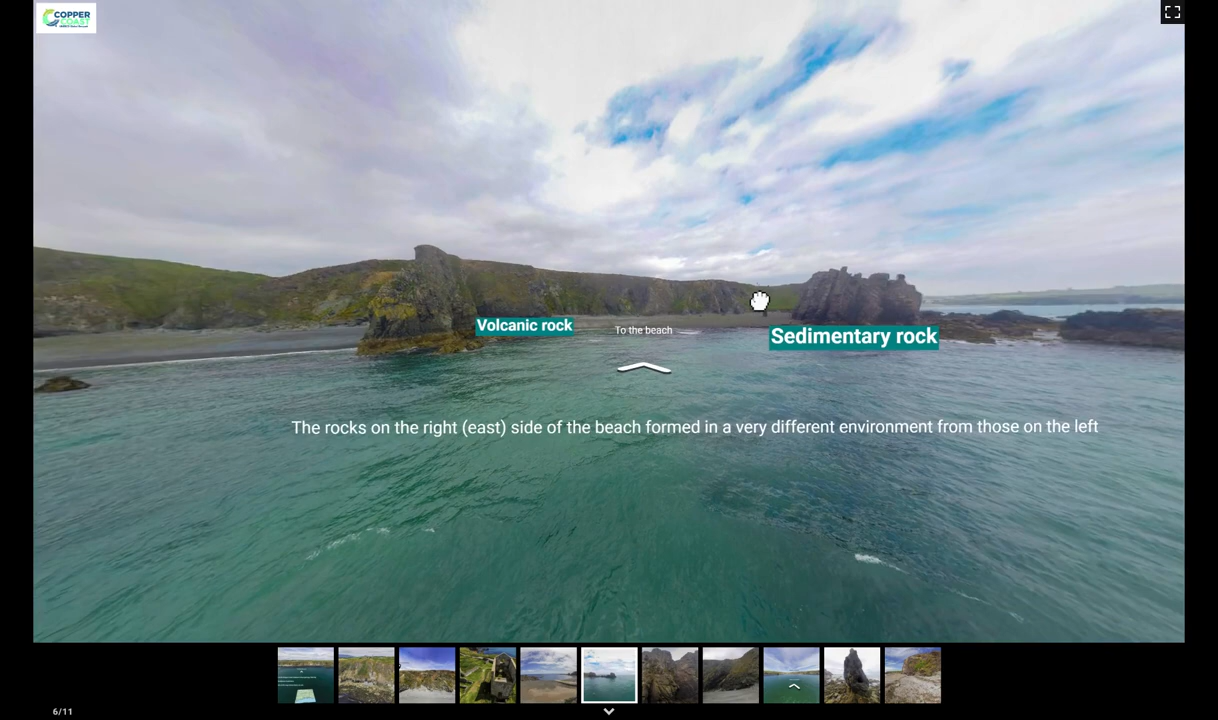 COPPER
COAST
Volcanic rock
To the beach
Sedimentary rock
The rocks on the right (east) side of the beach formed in a very different environment from those on the left
6/11